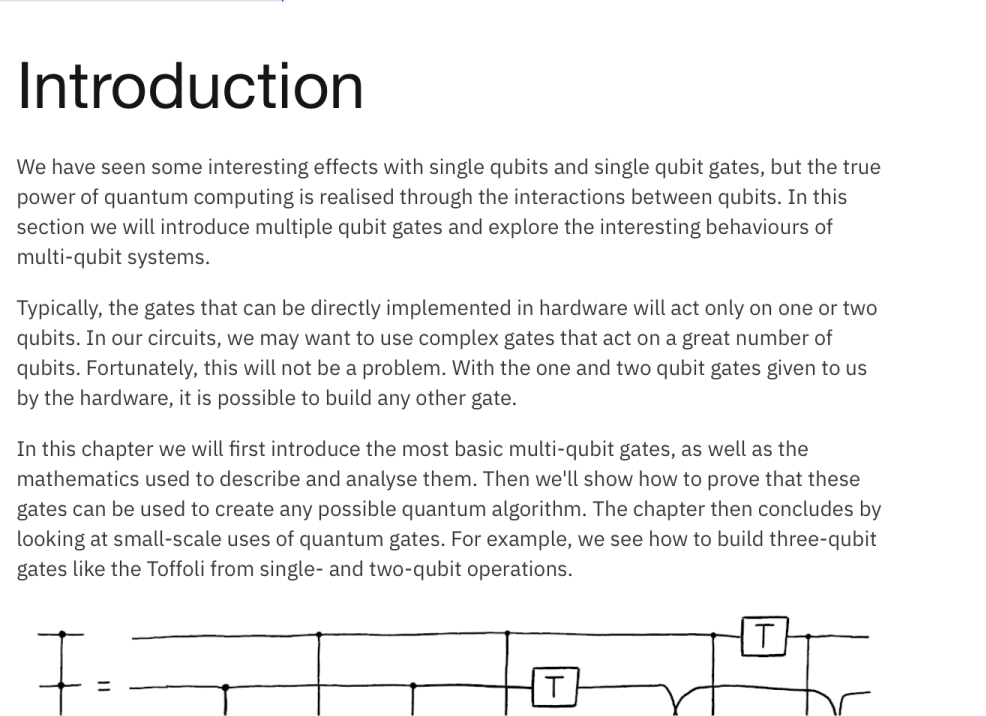 Introduction
We have seen some interesting effects with single qubits and single qubit gates, but the true
power of quantum computing is realised through the interactions between qubits. In this
section we will introduce multiple qubit gates and explore the interesting behaviours of
multi-qubit systems.
Typically, the gates that can be directly implemented in hardware will act only on one or two
qubits. In our circuits, we may want to use complex gates that act on a great number of
qubits. Fortunately, this will not be a problem. With the one and two qubit gates given to us
by the hardware, it is possible to build any other gate.
In this chapter we will first introduce the most basic multi-qubit gates, as well as the
mathematics used to describe and analyse them. Then we'll show how to prove that these
gates can be used to create any possible quantum algorithm. The chapter then concludes by
looking at small-scale uses of quantum gates. For example, we see how to build three-qubit
gates like the Toffoli from single- and two-qubit operations.
T
= T